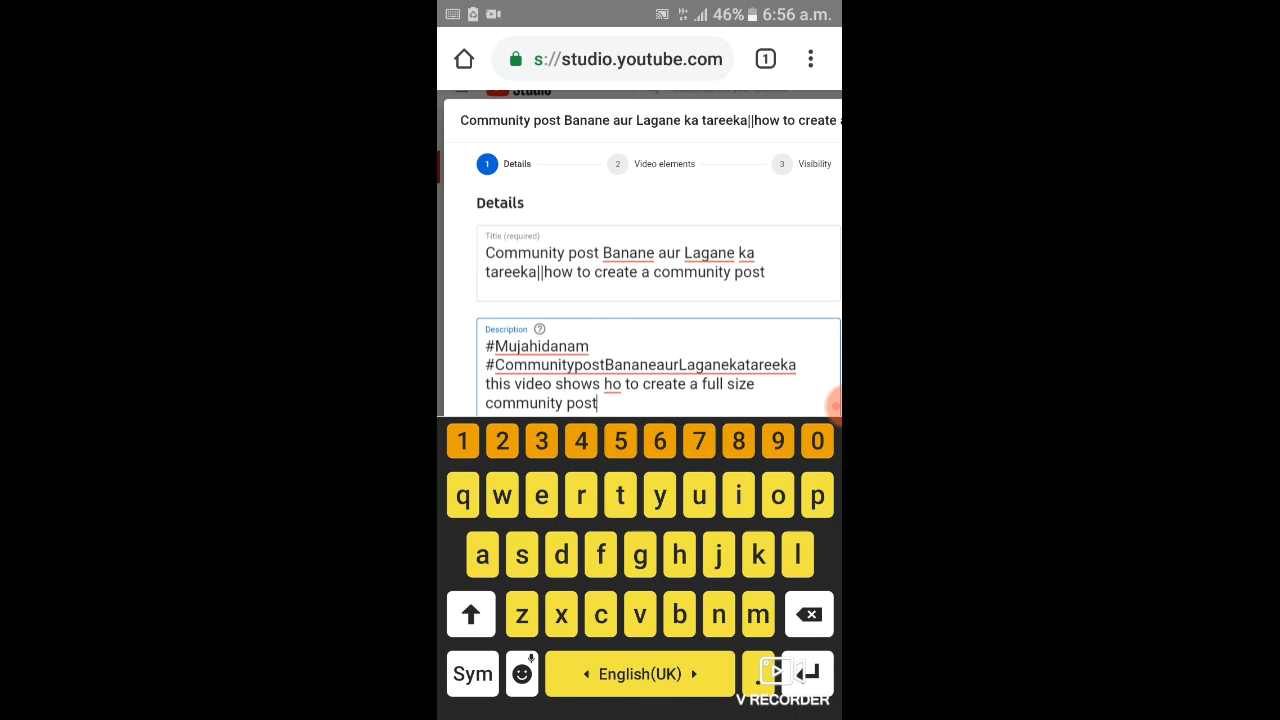 46% 6:56 a.m.
s://studio.youtube.com 1
Studio
Community post Banane aur Lagane ka tareeka||how to create
1 Details 2 Video elements 3 Visibility
Details
Title (required)
Community post Banane aur Lagane ka
tareeka||how to create a community post
Description ?
#Mujahidanam
#CommunitypostBananeaurLaganekatareeka
this video shows ho to create a full size
community post
1 2 3 4 5 6 7 8 9 0
q w e r t y u i o p
a s d f g h j k l
z x c v b n m
Sym English(UK) .
V RECORDER